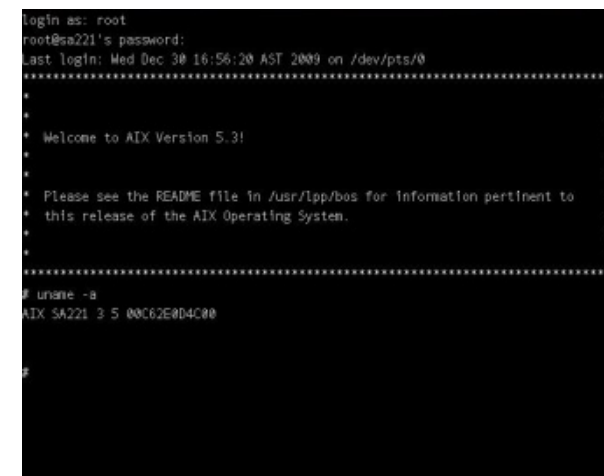 login as: root
root@sa221's password:
Last login: Wed Dec 30 16:56:20 AST 2009 on /dev/pts/0
*******************************************************************************
*
*
*  Welcome to AIX Version 5.3!
*
*
*  Please see the README file in /usr/lpp/bos for information pertinent to
*  this release of the AIX Operating System.
*
*
*******************************************************************************
# uname -a
AIX SA221 3 5 00C62E0D4C00
#